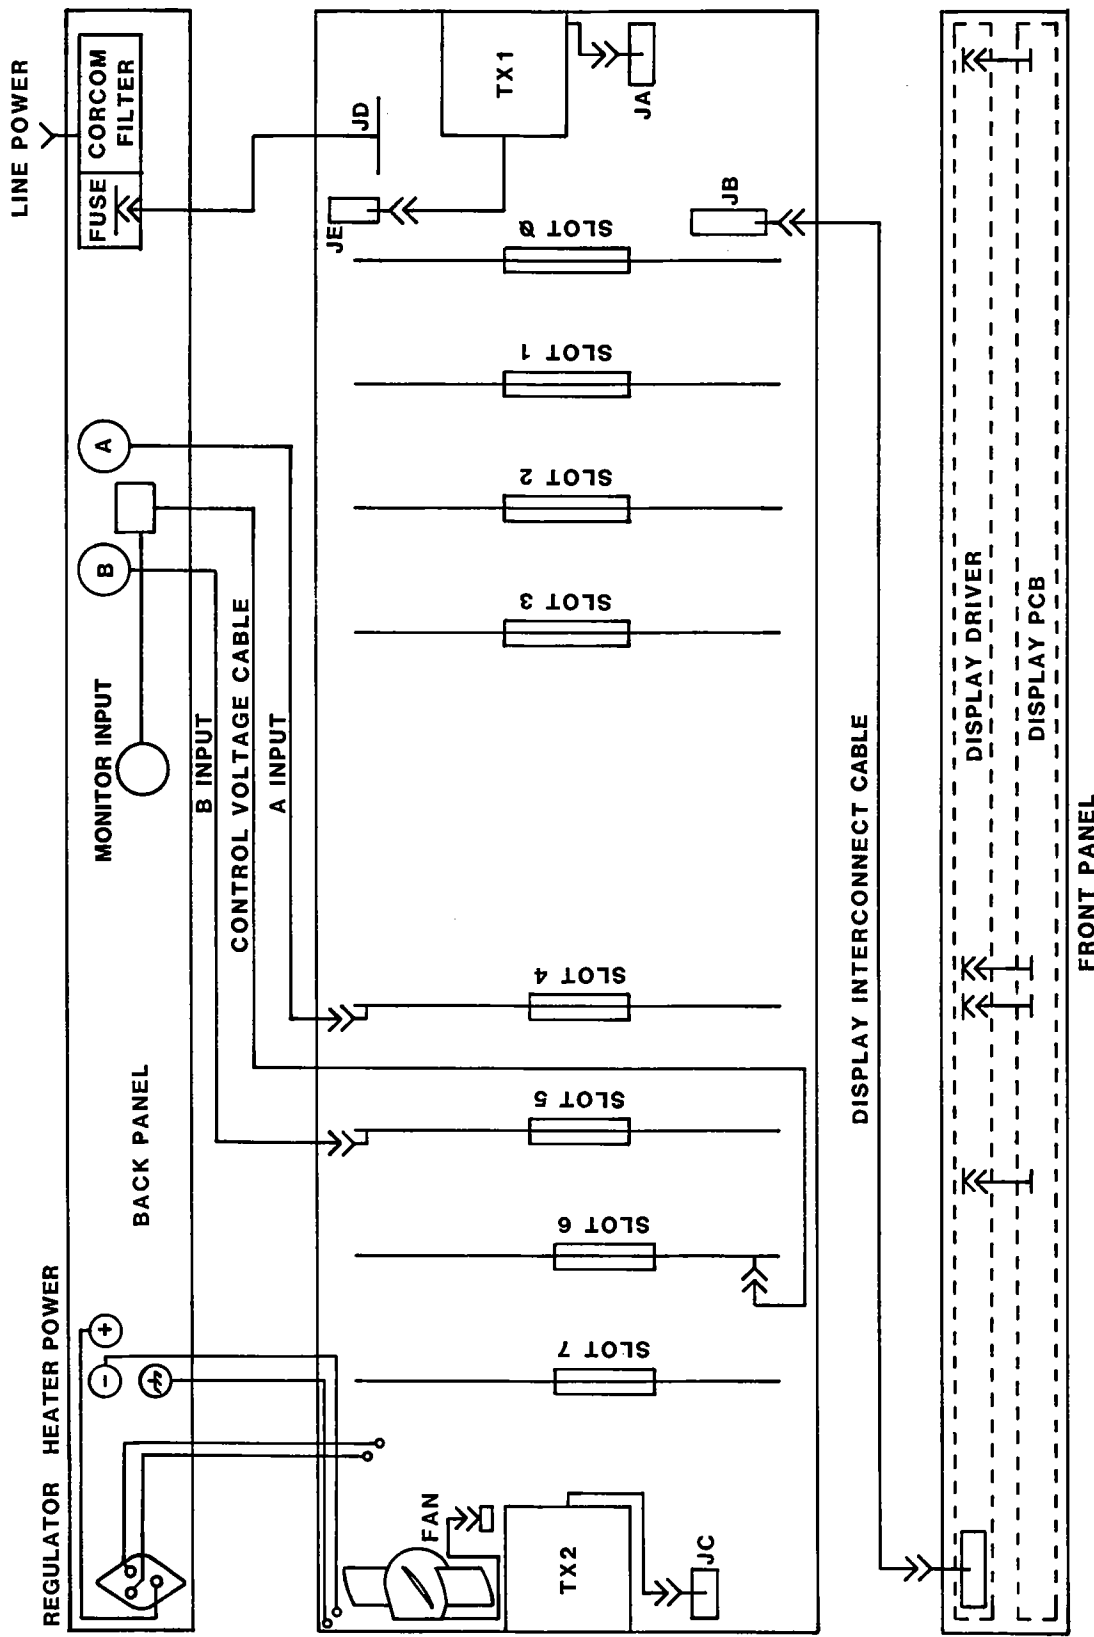 LINE POWER
CORCOM
FILTER
FUSE
A
B
MONITOR INPUT
BACK PANEL
+
-
REGULATOR
HEATER POWER
B INPUT
CONTROL VOLTAGE CABLE
A INPUT
JD
JE
TX1
JA
JB
SLOT 0
SLOT 1
SLOT 2
SLOT 3
SLOT 4
SLOT 5
SLOT 6
SLOT 7
FAN
TX2
JC
DISPLAY INTERCONNECT CABLE
DISPLAY DRIVER
DISPLAY PCB
FRONT PANEL